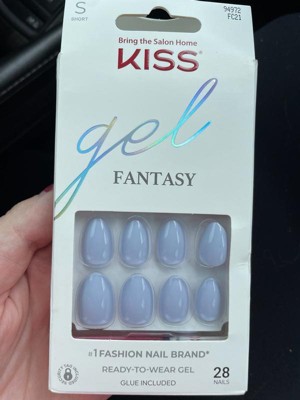 S
SHORT
94972
FC21
Bring the Salon Home
KISS
gel
FANTASY
#1 FASHION NAIL BRAND*
READY-TO-WEAR GEL
GLUE INCLUDED
28
NAILS